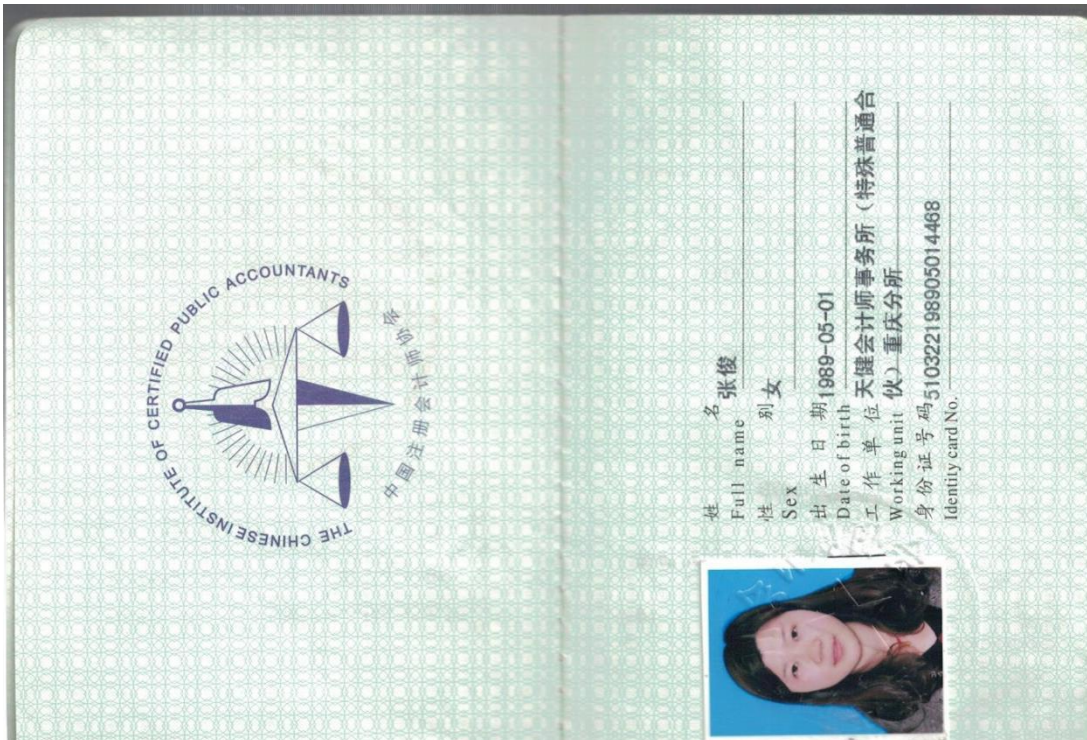 THE CHINESE INSTITUTE OF CERTIFIED PUBLIC ACCOUNTANTS
中国注册会计师协会
姓 名 张俊
Full name
性 别 女
Sex
出生日期 1989-05-01
Date of birth
工作单位 天健会计师事务所（特殊普通合
Working unit 伙）重庆分所
身份证号码 510322198905014468
Identity card No.